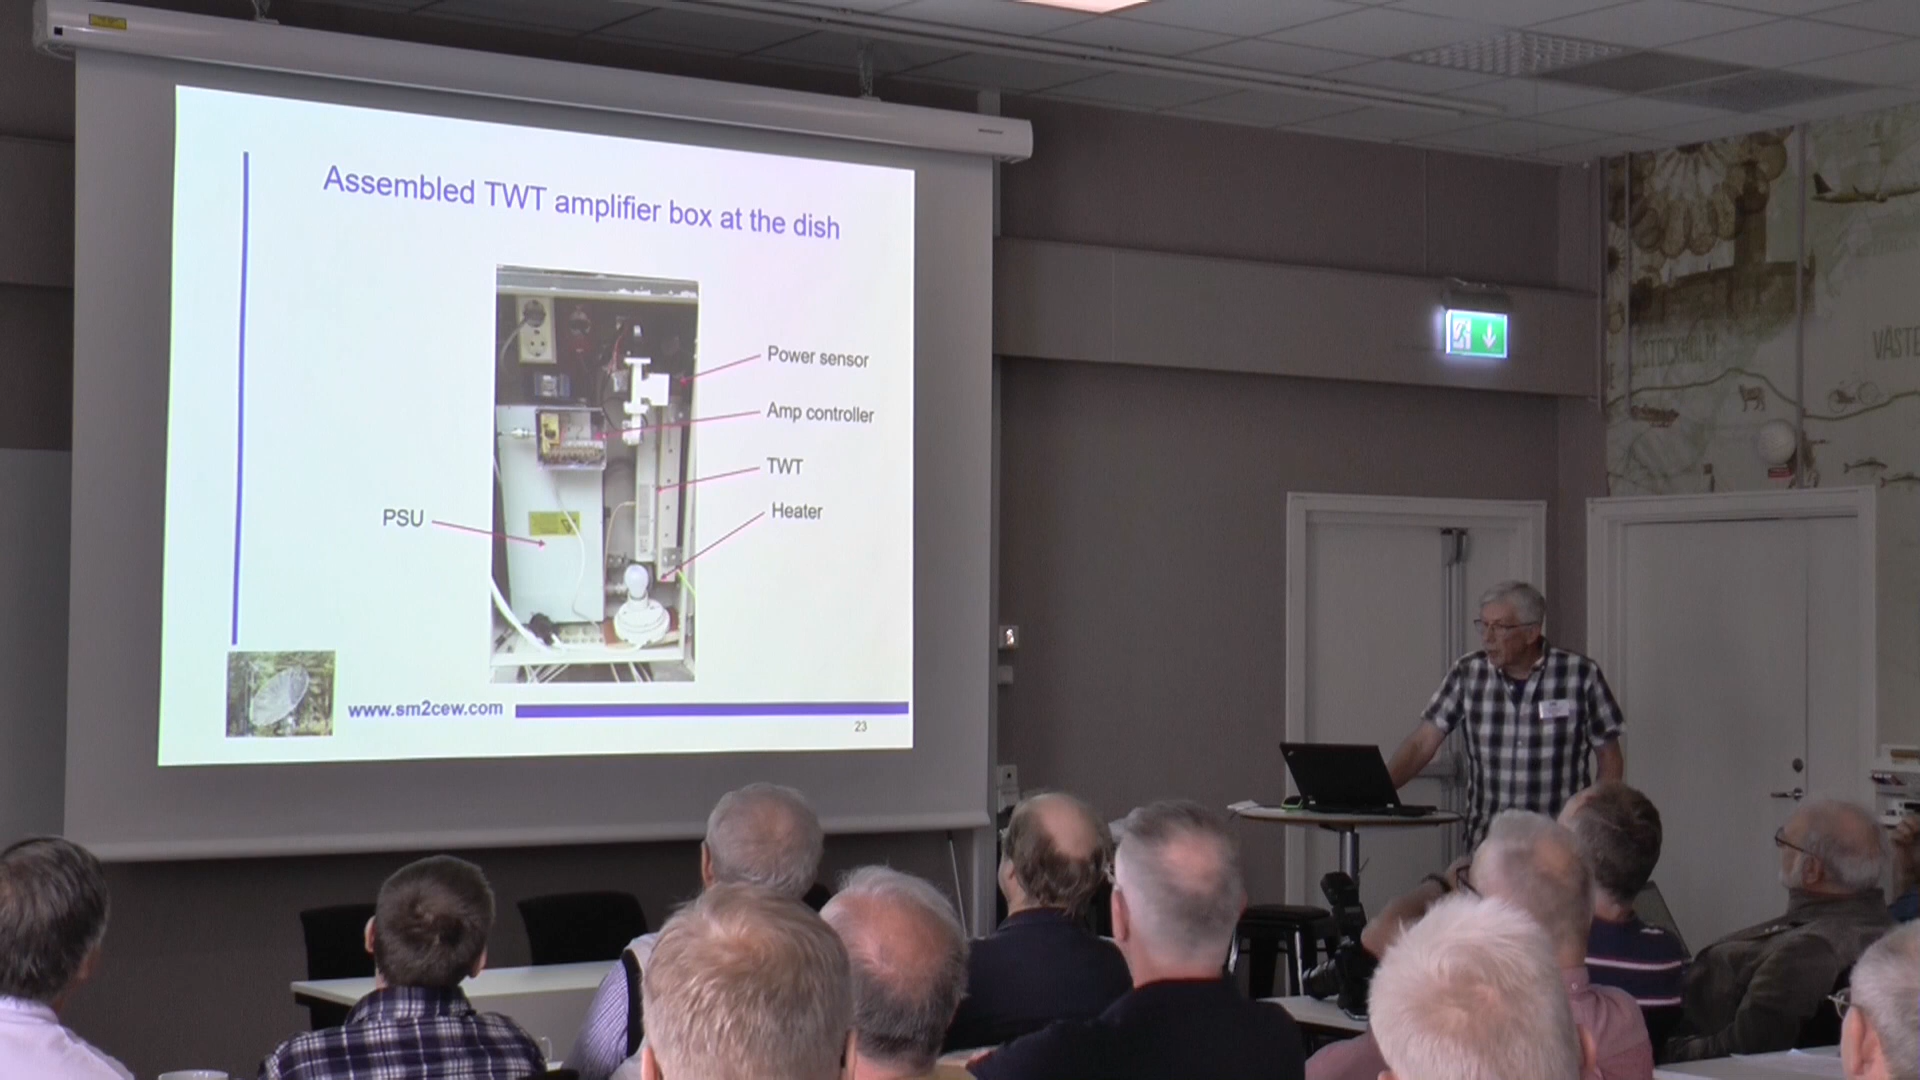 Assembled TWT amplifier box at the dish
Power sensor
Amp controller
TWT
Heater
PSU
www.sm2cew.com
23
STOCKHOLM
VÄSTE